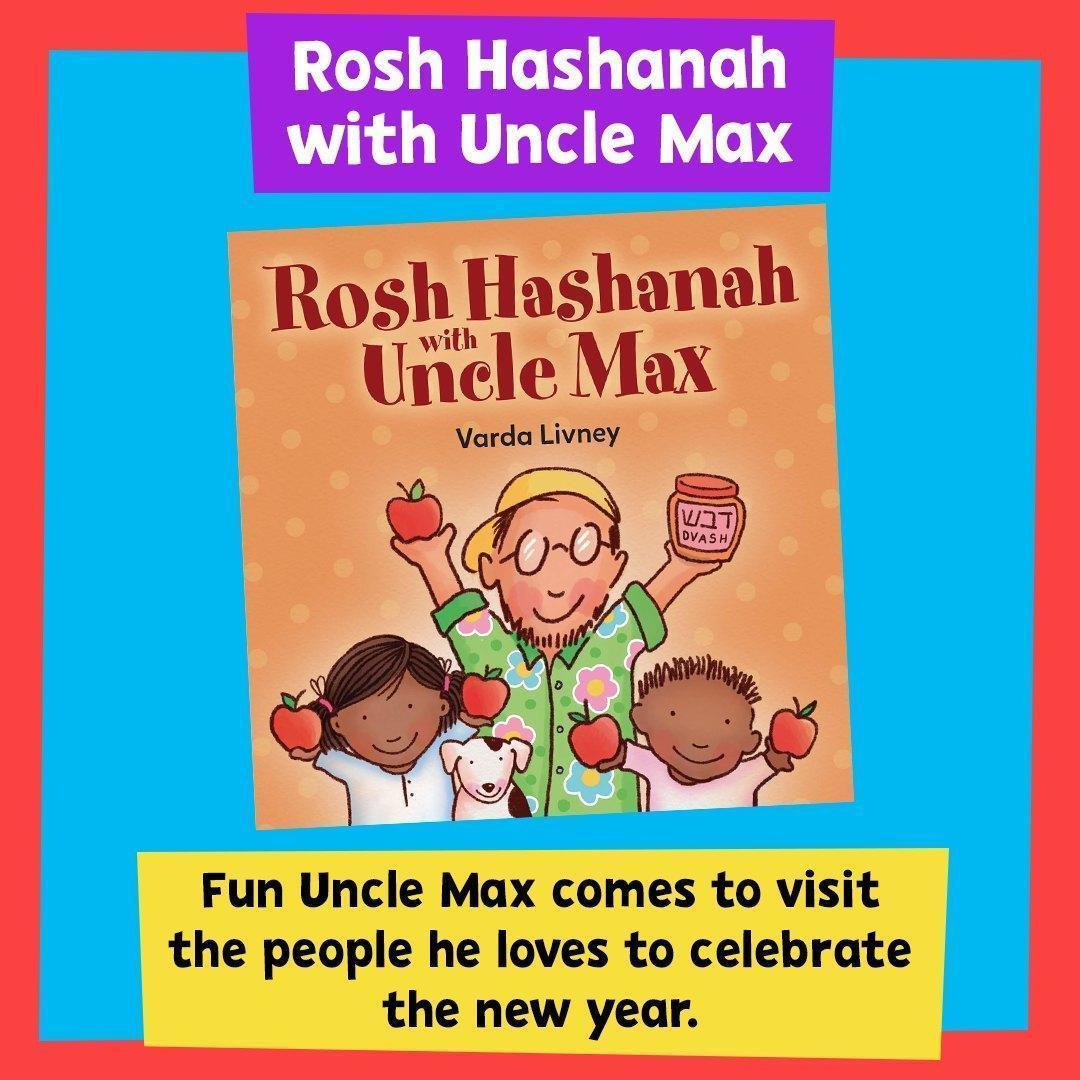 Rosh Hashanah
with Uncle Max
Rosh Hashanah
with
Uncle Max
Varda Livney
דבש
DVASH
Fun Uncle Max comes to visit
the people he loves to celebrate
the new year.